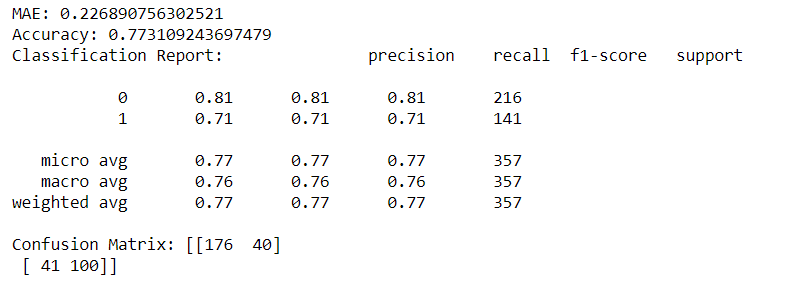 MAE: 0.226890756302521
Accuracy: 0.773109243697479
Classification Report:               precision    recall  f1-score   support

           0       0.81      0.81      0.81       216
           1       0.71      0.71      0.71       141

   micro avg       0.77      0.77      0.77       357
   macro avg       0.76      0.76      0.76       357
weighted avg       0.77      0.77      0.77       357

Confusion Matrix: [[176  40]
 [ 41 100]]